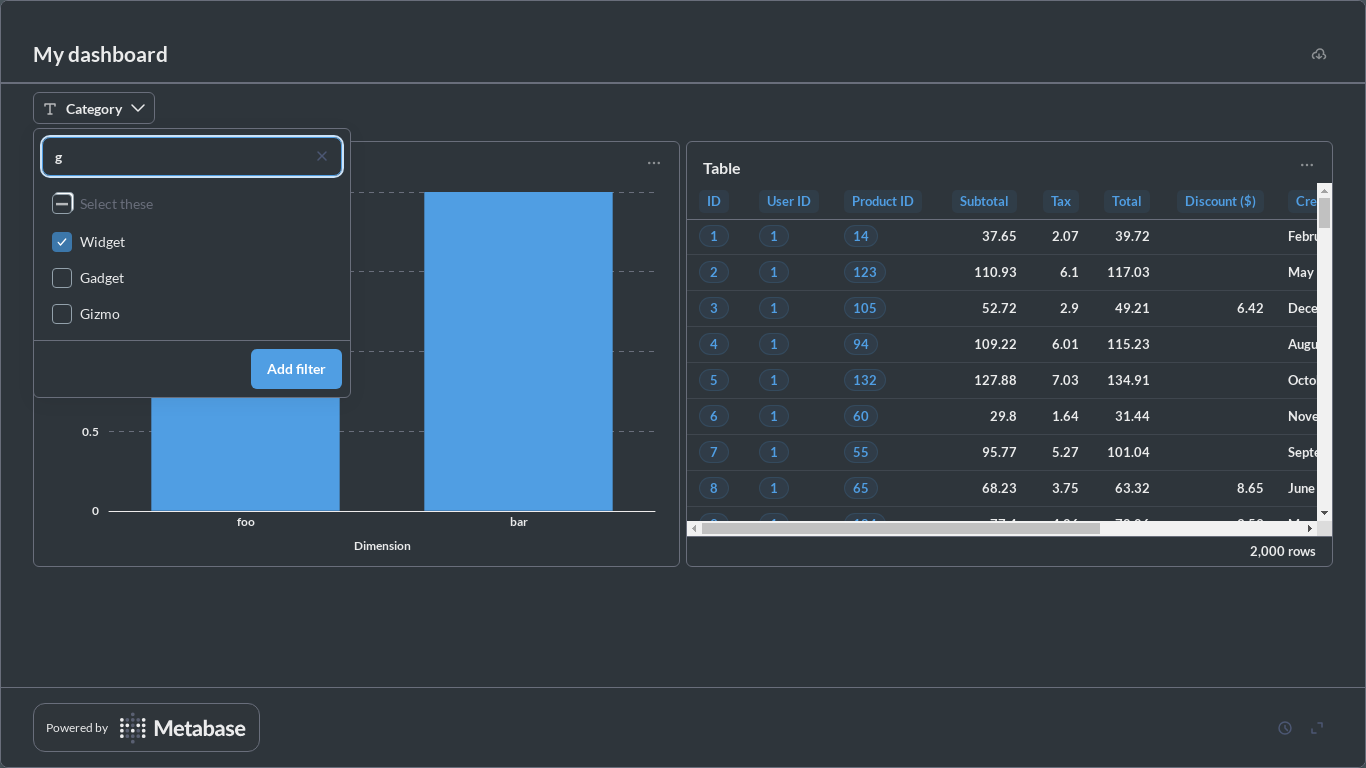 My dashboard
Category
g
Select these
Widget
Gadget
Gizmo
Add filter
0.5
0
foo bar
Dimension
Table
ID User ID Product ID Subtotal Tax Total Discount ($) Cre
1 1 14 37.65 2.07 39.72 Febru
2 1 123 110.93 6.1 117.03 May
3 1 105 52.72 2.9 49.21 6.42 Dece
4 1 94 109.22 6.01 115.23 Augu
5 1 132 127.88 7.03 134.91 Octo
6 1 60 29.8 1.64 31.44 Nove
7 1 55 95.77 5.27 101.04 Septe
8 1 65 68.23 3.75 63.32 8.65 June
2,000 rows
Powered by Metabase